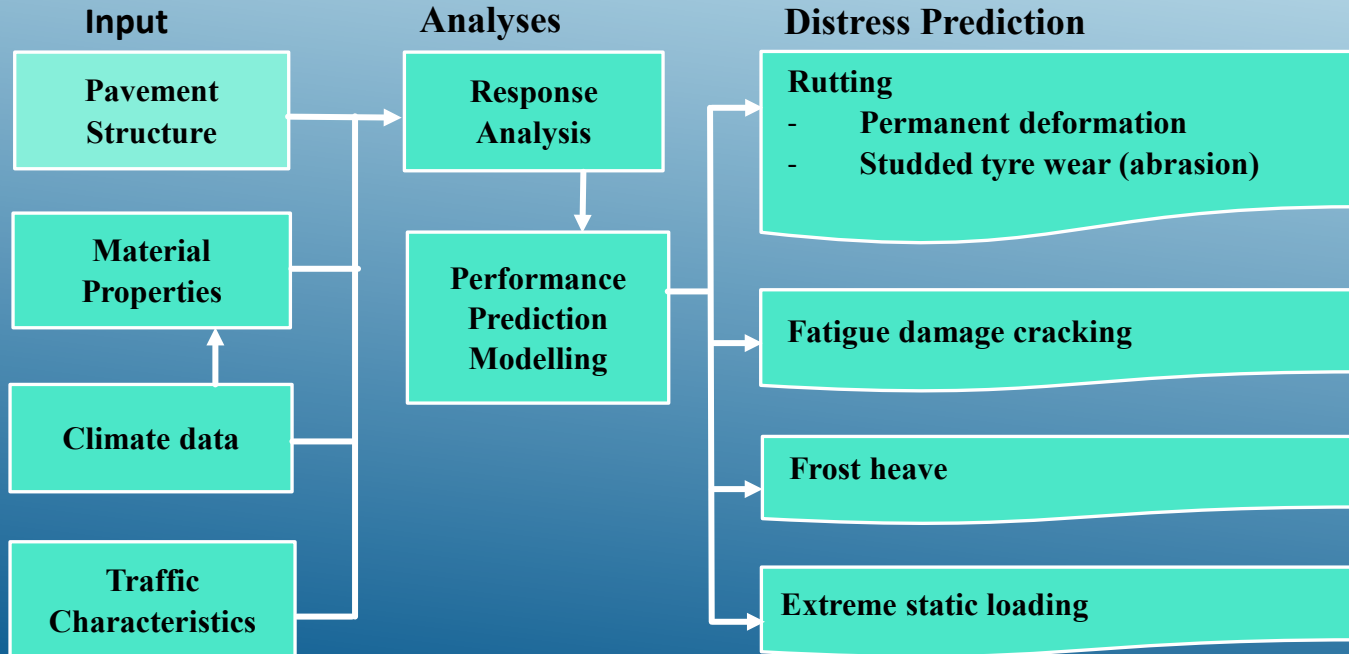 Input
Pavement
Structure
Material
Properties
Climate data
Traffic
Characteristics
Analyses
Response
Analysis
Performance
Prediction
Modelling
Distress Prediction
Rutting
- Permanent deformation
- Studded tyre wear (abrasion)
Fatigue damage cracking
Frost heave
Extreme static loading